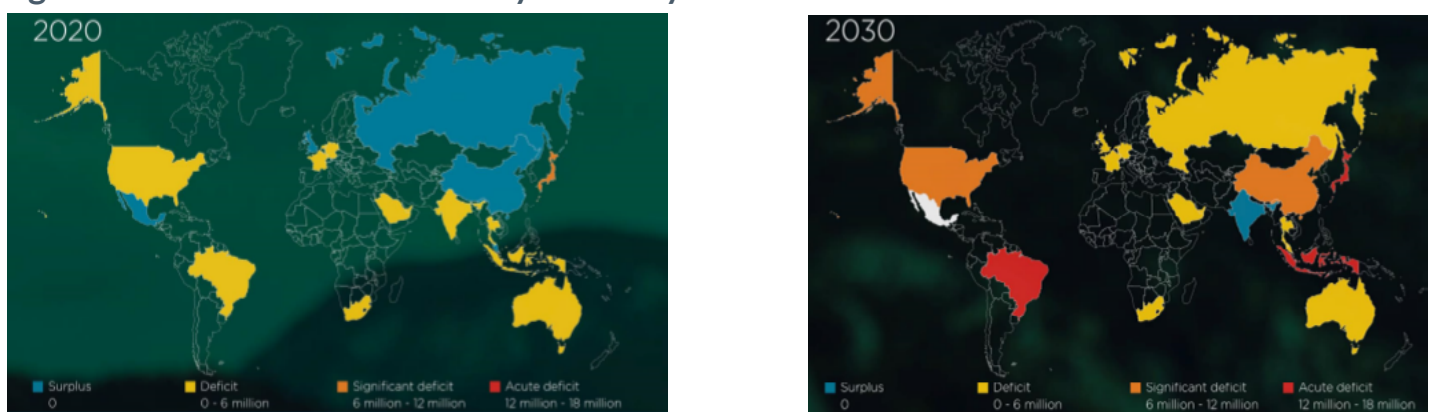 2020
Surplus
0
Deficit
0 - 6 million
Significant deficit
6 million - 12 million
Acute deficit
12 million - 18 million
2030
Surplus
0
Deficit
0 - 6 million
Significant deficit
6 million - 12 million
Acute deficit
12 million - 18 million